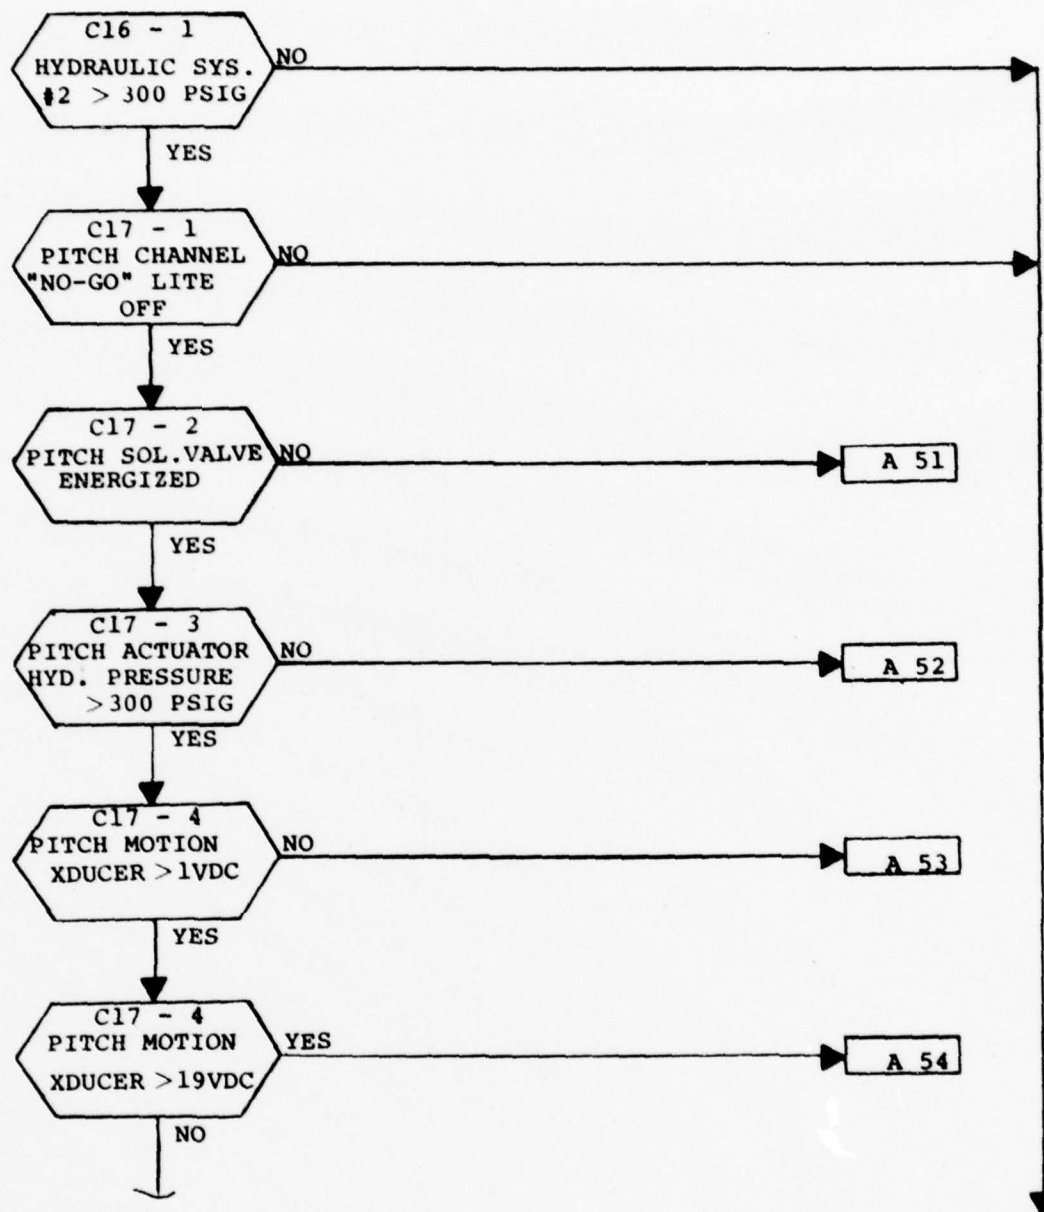 C16 - 1
HYDRAULIC SYS.
#2 > 300 PSIG
NO
YES
C17 - 1
PITCH CHANNEL
"NO-GO" LITE
OFF
NO
YES
C17 - 2
PITCH SOL.VALVE
ENERGIZED
NO
A 51
YES
C17 - 3
PITCH ACTUATOR
HYD. PRESSURE
>300 PSIG
NO
A 52
YES
C17 - 4
PITCH MOTION
XDUCER >1VDC
NO
A 53
YES
C17 - 4
PITCH MOTION
XDUCER >19VDC
YES
A 54
NO